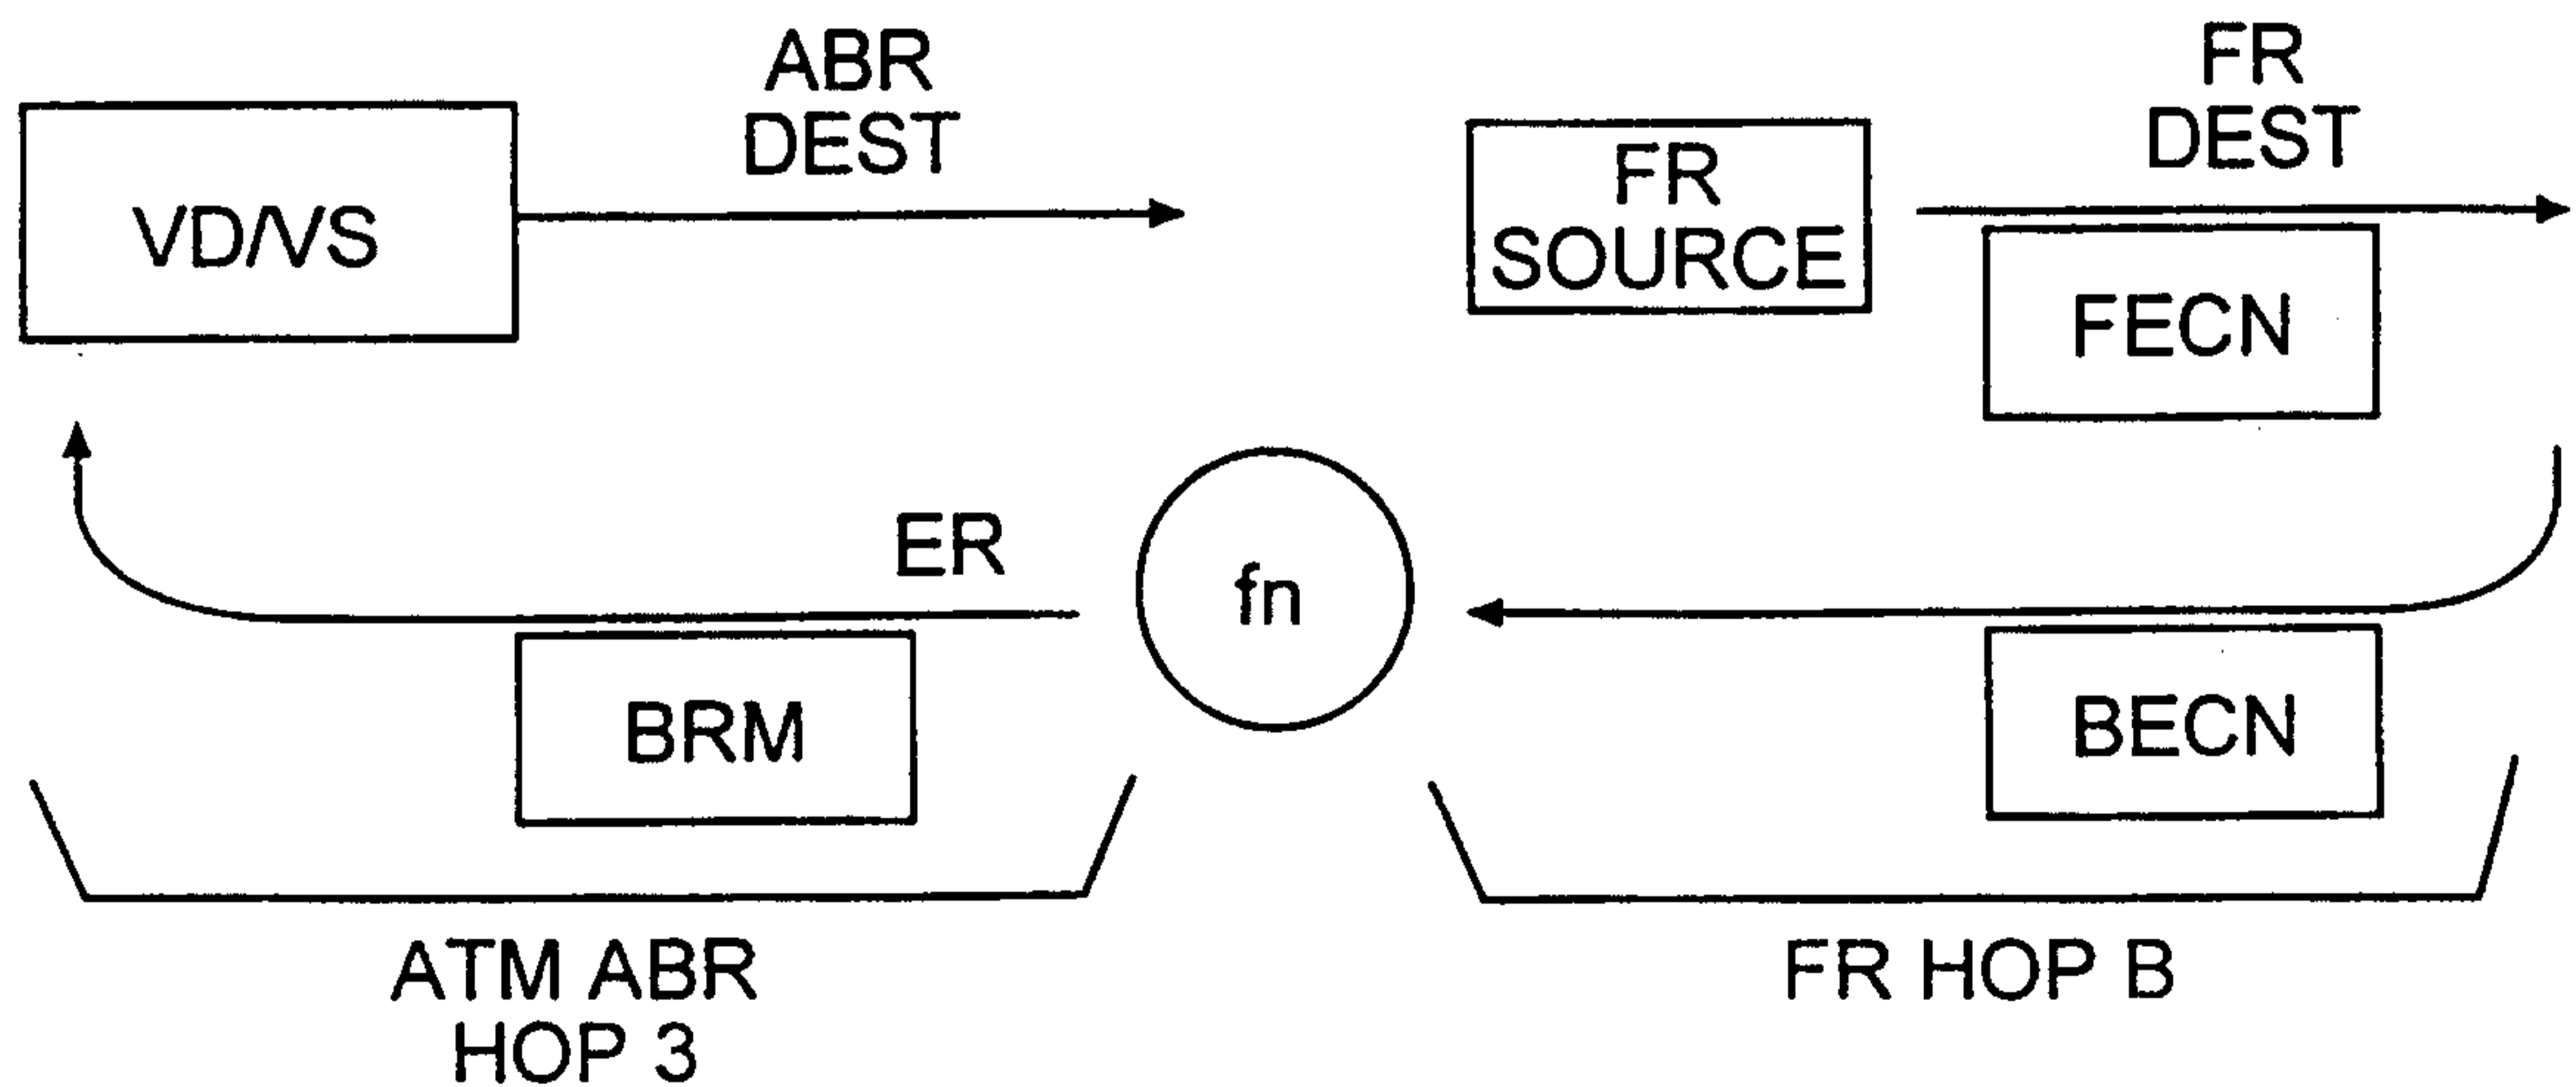 VD/VS
ABR
DEST
FR
SOURCE
FR
DEST
FECN
ER
BRM
fn
BECN
ATM ABR
HOP 3
FR HOP B